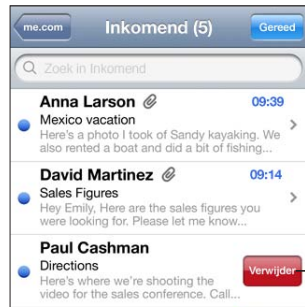 me.com Inkomend (5) Gereed
Zoek in Inkomend
Anna Larson 09:39
Mexico vacation
Here's a photo I took of Sandy kayaking. We
also rented a boat and did a bit of fishing...
David Martinez 09:14
Sales Figures
Hey Emily, Here are the sales figures you
were looking for. Please let me know...
Paul Cashman
Directions Verwijder
Here's where we're shooting the
video for the sales conference. Call...